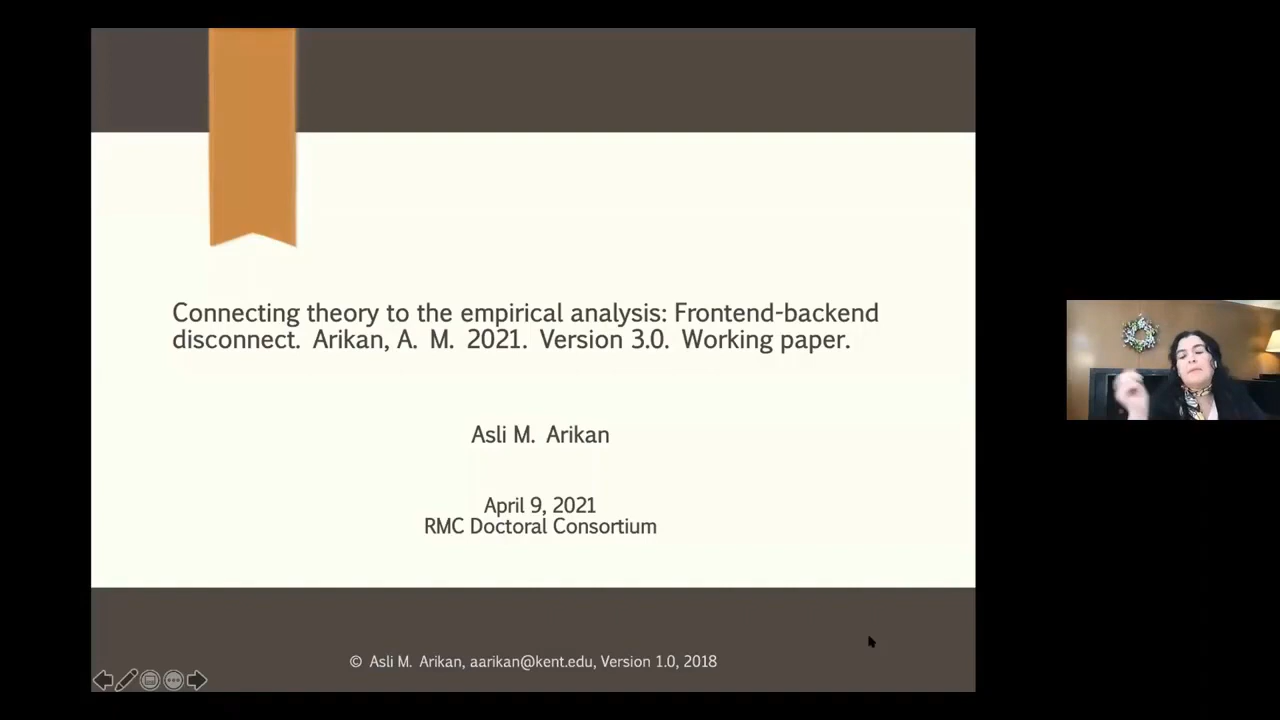 Connecting theory to the empirical analysis: Frontend-backend
disconnect. Arikan, A. M. 2021. Version 3.0. Working paper.
Asli M. Arikan
April 9, 2021
RMC Doctoral Consortium
© Asli M. Arikan, aarikan@kent.edu, Version 1.0, 2018